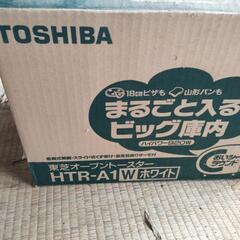 TOSHIBA
18cmピザも 山形パンも
まるごと入る
ビッグ庫内
ハイパワー920W
東芝オーブントースター
HTR-A1 W ホワイト